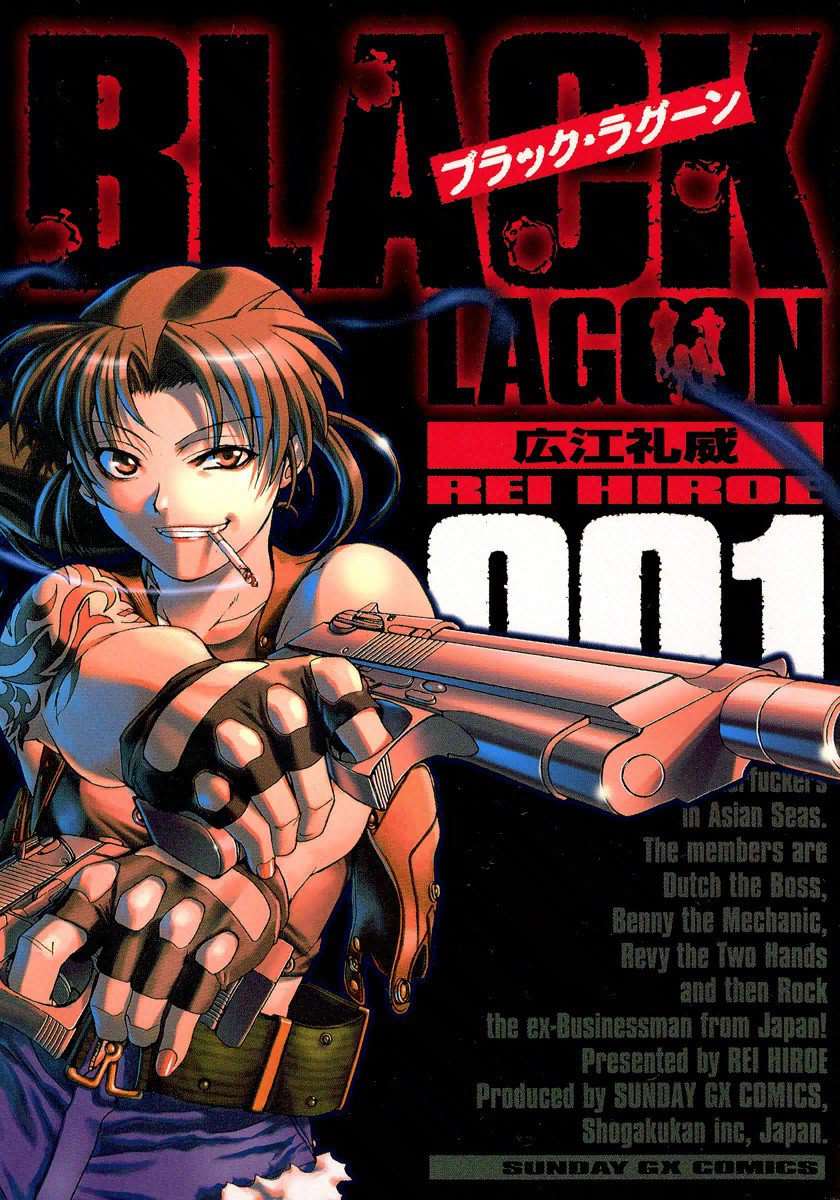 BLACK
ブラック・ラグーン
LAGOON
広江礼威
REI HIROE
001
in Asian Seas.
The members are
Dutch the Boss,
Benny the Mechanic,
Revy the Two Hands
and then Rock
the ex-Businessman from Japan!
Presented by REI HIROE
Produced by SUNDAY GX COMICS,
Shogakukan inc, Japan.
SUNDAY GX COMICS